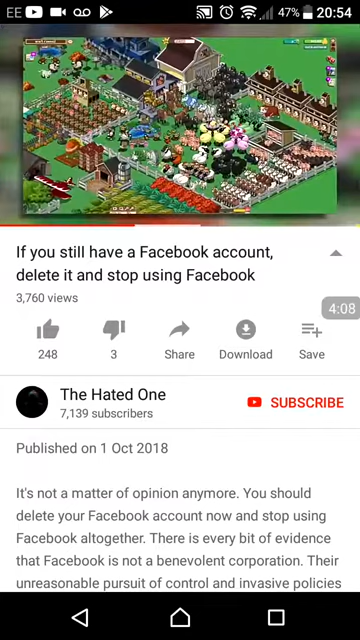 EE 47% 20:54
If you still have a Facebook account,
delete it and stop using Facebook
3,760 views
4:08
248 3 Share Download Save
The Hated One
7,139 subscribers
SUBSCRIBE
Published on 1 Oct 2018
It's not a matter of opinion anymore. You should
delete your Facebook account now and stop using
Facebook altogether. There is every bit of evidence
that Facebook is not a benevolent corporation. Their
unreasonable pursuit of control and invasive policies